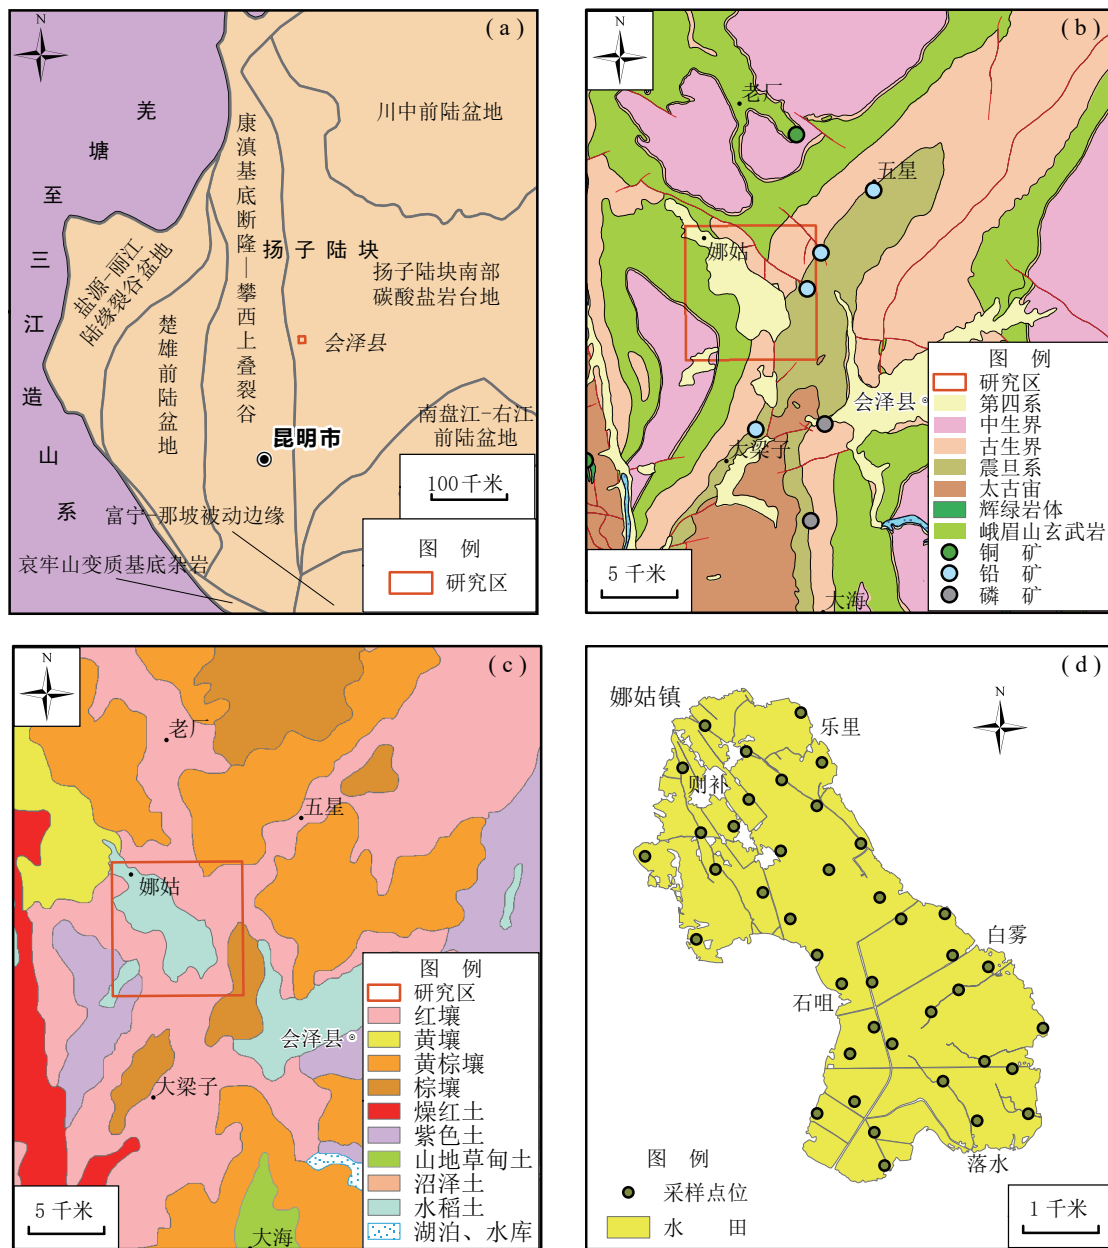 (a)
N
羌
塘
至
三
江
造
山
系
川中前陆盆地
康滇基底断隆—攀西上叠裂谷
扬子陆块
盐源-丽江
陆缘裂谷盆地
扬子陆块南部
碳酸盐岩台地
楚雄前陆盆地
会泽县
南盘江-右江
前陆盆地
昆明市
100千米
富宁-那坡被动边缘
哀牢山变质基底杂岩
图 例
研究区
(b)
N
老厂
五星
娜姑
会泽县
大梁子
大海
5 千米
图 例
研究区
第四系
中生界
古生界
震旦系
太古宙
辉绿岩体
峨眉山玄武岩
铜 矿
铅 矿
磷 矿
(c)
N
老厂
五星
娜姑
会泽县
大梁子
大海
5 千米
图 例
研究区
红壤
黄壤
黄棕壤
棕壤
燥红土
紫色土
山地草甸土
沼泽土
水稻土
湖泊、水库
(d)
N
娜姑镇
乐里
则补
白雾
石咀
落水
图 例
采样点位
水 田
1 千米